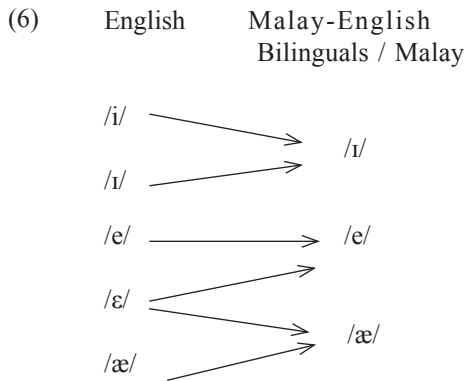 (6) English Malay-English
Bilinguals / Malay
/i/
/ɪ/
/ɪ/
/e/ /e/
/ɛ/
/æ/
/æ/